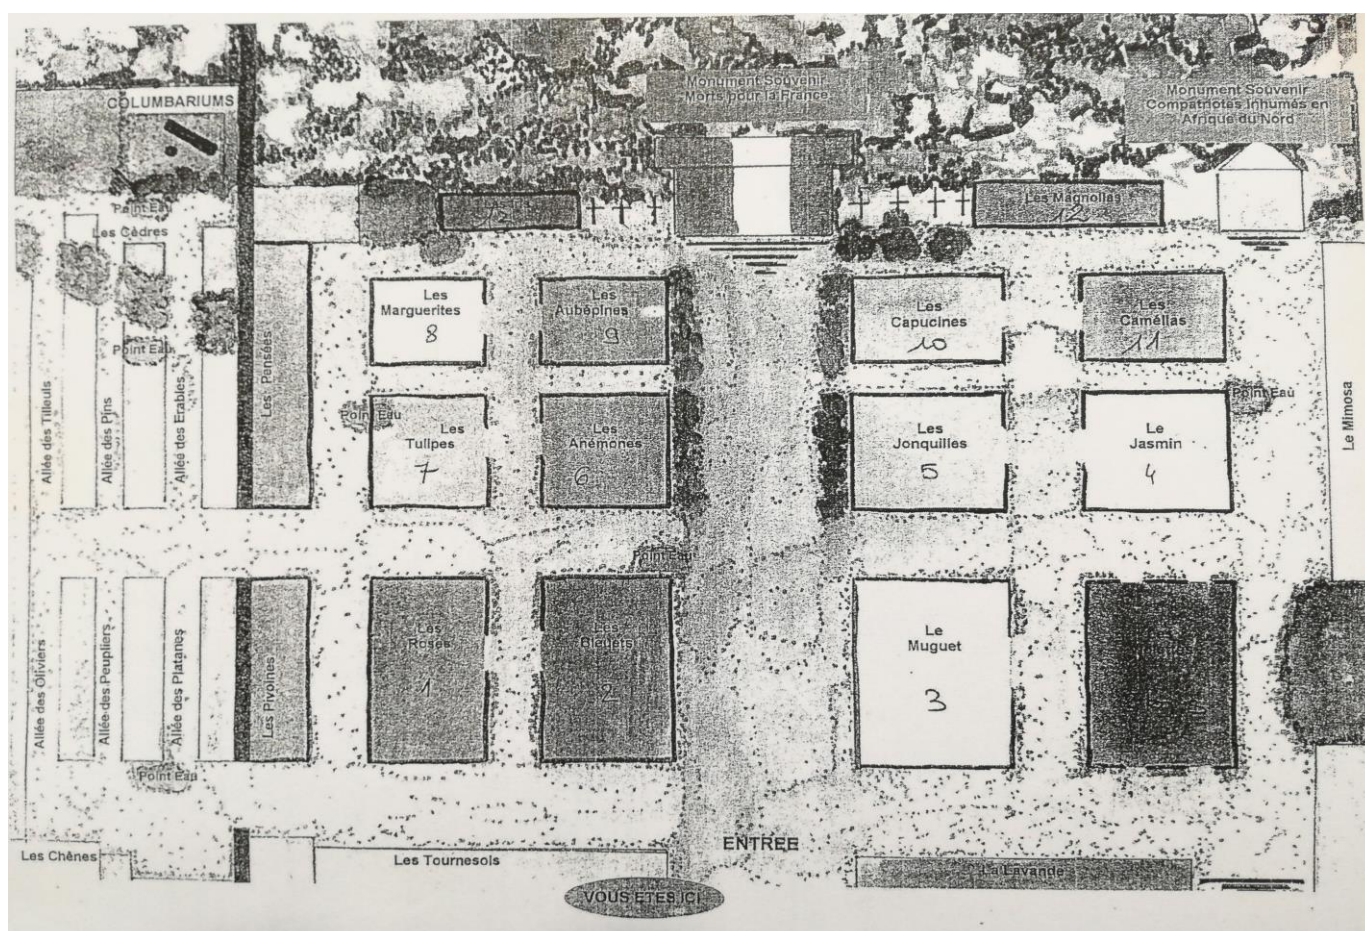 Monument Souvenir
Morts pour la France
Monument Souvenir
Compatriotes Inhumés en
Afrique du Nord
COLUMBARIUMS
Point Eau
Les Cèdres
13
Les Magnolias
12
Les
Marguerites
8
Les
Aubépines
9
Les
Capucines
10
Les
Camélias
11
Point Eau
Les Pensées
Allée des Tilleuls
Allée des Pins
Allée des Erables
Point Eau
Les
Tulipes
7
Les
Anémones
6
Les
Jonquilles
5
Le
Jasmin
4
Point Eau
Le Mimosa
Point Eau
Allée des Oliviers
Allée des Peupliers
Allée des Platanes
Les Pivoines
Les
Roses
1
Les
Bleuets
2
Le
Muguet
3
Point Eau
ENTREE
Les Chênes
Les Tournesols
La Lavande
VOUS ETES ICI